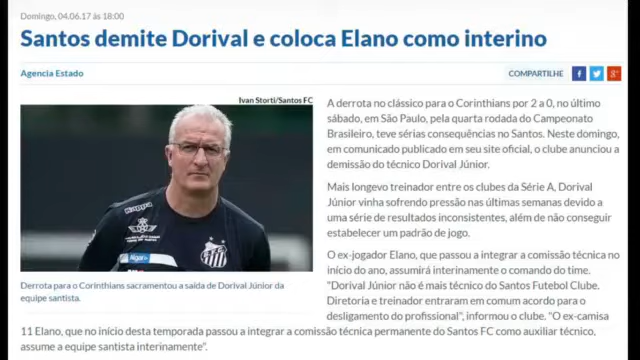 Domingo, 04.06.17 às 18:00
Santos demite Dorival e coloca Elano como interino
Agencia Estado
COMPARTILHE
Ivan Storti/Santos FC
Kappa
Algar
A derrota no clássico para o Corinthians por 2 a 0, no último
sábado, em São Paulo, pela quarta rodada do Campeonato
Brasileiro, teve sérias consequências no Santos. Neste domingo,
em comunicado publicado em seu site oficial, o clube anunciou a
demissão do técnico Dorival Júnior.
Mais longevo treinador entre os clubes da Série A, Dorival
Júnior vinha sofrendo pressão nas últimas semanas devido a
uma série de resultados inconsistentes, além de não conseguir
estabelecer um padrão de jogo.
O ex-jogador Elano, que passou a integrar a comissão técnica no
início do ano, assumirá interinamente o comando do time.
"Dorival Júnior não é mais técnico do Santos Futebol Clube.
Diretoria e treinador entraram em comum acordo para o
desligamento do profissional", informou o clube. "O ex-camisa
11 Elano, que no início desta temporada passou a integrar a comissão técnica permanente do Santos FC como auxiliar técnico,
assume a equipe santista interinamente".
Derrota para o Corinthians sacramentou a saída de Dorival Júnior da
equipe santista.